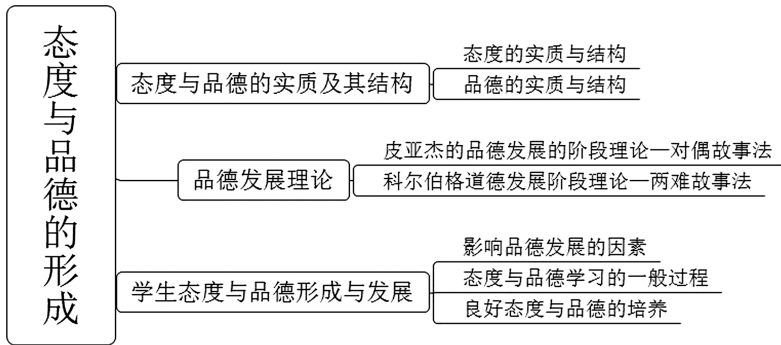 态度与品德的形成
态度与品德的实质及其结构
态度的实质与结构
品德的实质与结构
品德发展理论
皮亚杰的品德发展的阶段理论—对偶故事法
科尔伯格道德发展阶段理论—两难故事法
学生态度与品德形成与发展
影响品德发展的因素
态度与品德学习的一般过程
良好态度与品德的培养